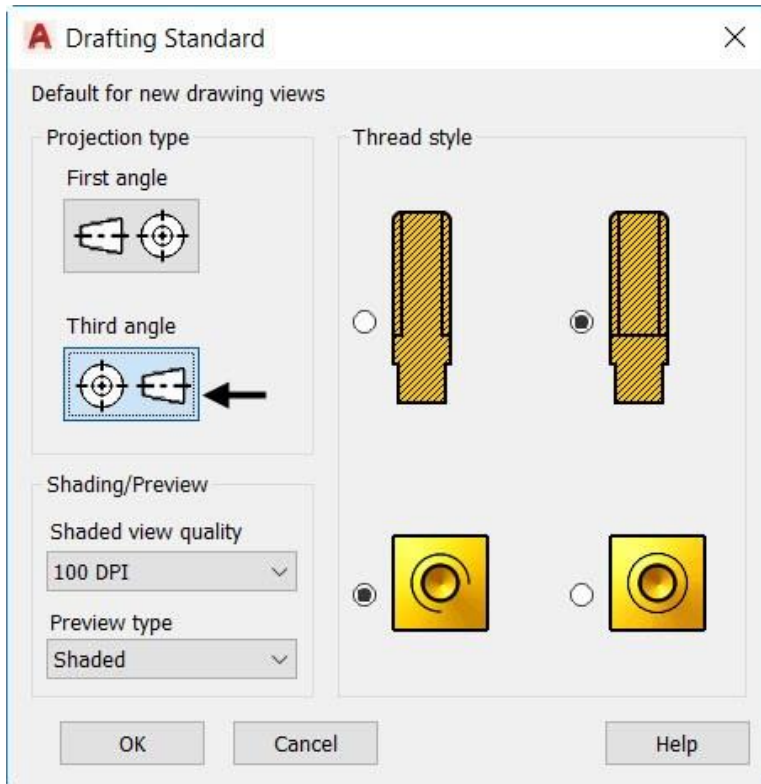 Drafting Standard
Default for new drawing views
Projection type
First angle
Third angle
Shading/Preview
Shaded view quality
100 DPI
Preview type
Shaded
Thread style
OK
Cancel
Help